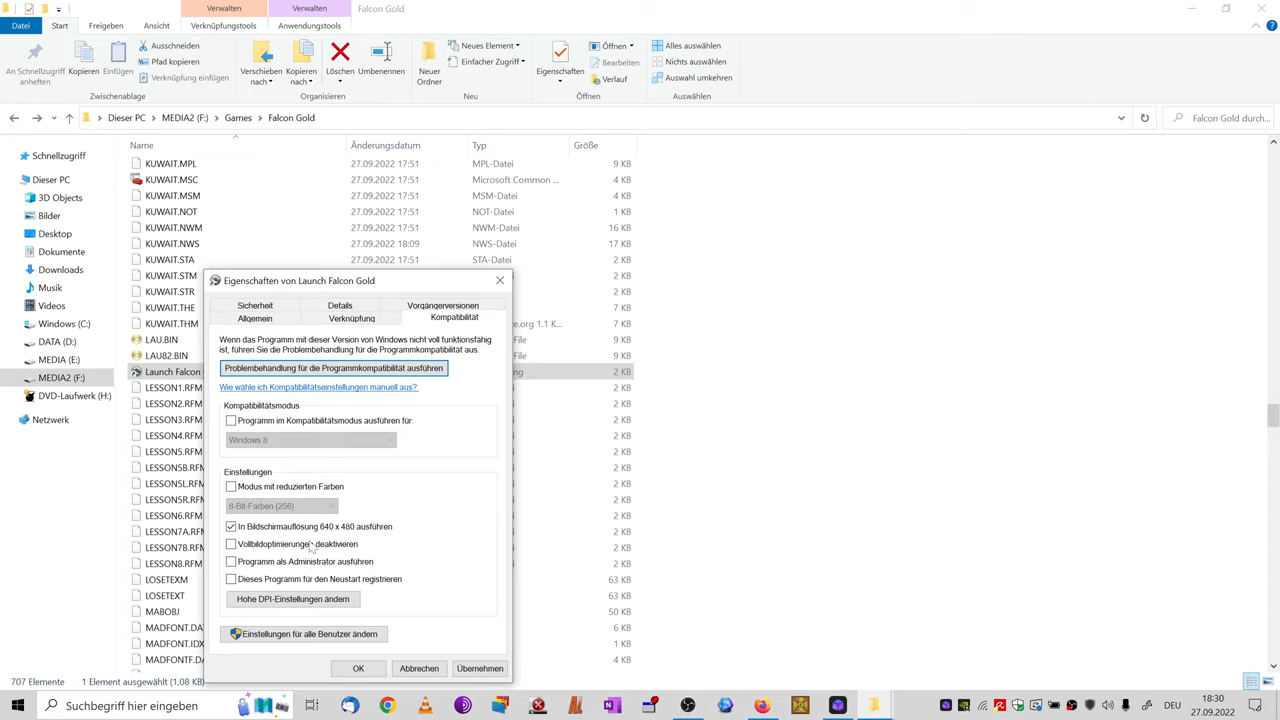 Verwalten
Verwalten
Falcon Gold
Datei
Start
Freigeben
Ansicht
Verknüpfungstools
Anwendungstools
An Schnellzugriff anheften
Kopieren
Einfügen
Ausschneiden
Pfad kopieren
Verknüpfung einfügen
Zwischenablage
Verschieben nach
Kopieren nach
Löschen
Umbenennen
Organisieren
Neuer Ordner
Neues Element
Einfacher Zugriff
Neu
Eigenschaften
Öffnen
Bearbeiten
Verlauf
Öffnen
Alles auswählen
Nichts auswählen
Auswahl umkehren
Auswählen
Dieser PC > MEDIA2 (F:) > Games > Falcon Gold
Falcon Gold durch...
Name Änderungsdatum Typ Größe
KUWAIT.MPL 27.09.2022 17:51 MPL-Datei 9 KB
KUWAIT.MSC 27.09.2022 17:51 Microsoft Common ... 4 KB
KUWAIT.MSM 27.09.2022 17:51 MSM-Datei 4 KB
KUWAIT.NOT 27.09.2022 17:51 NOT-Datei 1 KB
KUWAIT.NWM 27.09.2022 17:51 NWM-Datei 16 KB
KUWAIT.NWS 27.09.2022 18:09 NWS-Datei 17 KB
KUWAIT.STA 27.09.2022 17:51 STA-Datei 2 KB
KUWAIT.STM 2 KB
KUWAIT.STR 2 KB
KUWAIT.THE 1 KB
KUWAIT.THM e.org 1.1 K... 2 KB
LAU.BIN File 2 KB
LAU82.BIN File 2 KB
Launch Falcon 2 KB
LESSON1.RFM 2 KB
LESSON2.RFM 2 KB
LESSON3.RFM 2 KB
LESSON4.RFM 2 KB
LESSON5.RFM 2 KB
LESSON5B.RFM 2 KB
LESSON5L.RFM 2 KB
LESSON5R.RFM 2 KB
LESSON6.RFM 2 KB
LESSON7A.RFM 2 KB
LESSON7B.RFM 2 KB
LESSON8.RFM 2 KB
LOSETEXM 63 KB
LOSETEXT 63 KB
MABOBJ 50 KB
MADFONT.DA 6 KB
MADFONT.IDX 1 KB
MADFONTF.DA 4 KB
Schnellzugriff
Dieser PC
3D Objects
Bilder
Desktop
Dokumente
Downloads
Musik
Videos
Windows (C:)
DATA (D:)
MEDIA (E:)
MEDIA2 (F:)
DVD-Laufwerk (H:)
Netzwerk
Eigenschaften von Launch Falcon Gold
Sicherheit Details Vorgängerversionen
Allgemein Verknüpfung Kompatibilität
Wenn das Programm mit dieser Version von Windows nicht voll funktionsfähig
ist, führen Sie die Problembehandlung für die Programmkompatibilität aus.
Problembehandlung für die Programmkompatibilität ausführen
Wie wähle ich Kompatibilitätseinstellungen manuell aus?
Kompatibilitätsmodus
Programm im Kompatibilitätsmodus ausführen für:
Windows 8
Einstellungen
Modus mit reduzierten Farben
8-Bit-Farben (256)
In Bildschirmauflösung 640 x 480 ausführen
Vollbildoptimierungen deaktivieren
Programm als Administrator ausführen
Dieses Programm für den Neustart registrieren
Hohe DPI-Einstellungen ändern
Einstellungen für alle Benutzer ändern
OK Abbrechen Übernehmen
707 Elemente 1 Element ausgewählt (1,08 KB)
Suchbegriff hier eingeben
DEU
18:30
27.09.2022